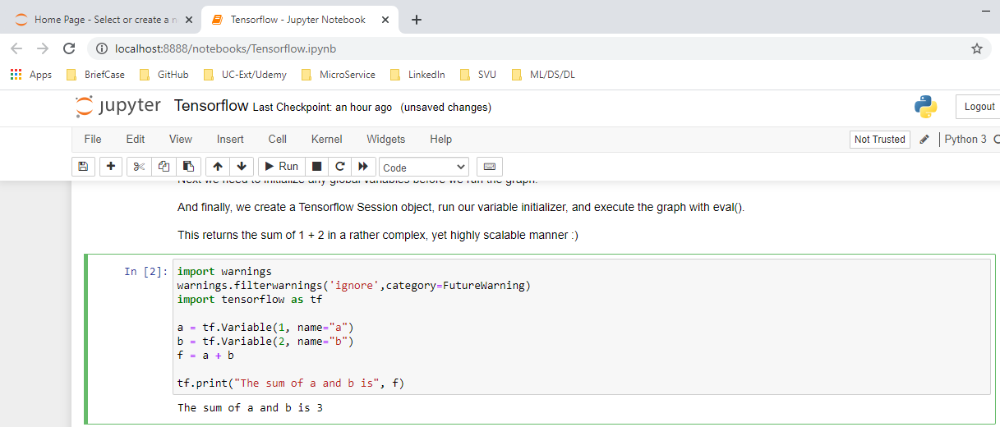 Home Page - Select or create a n
Tensorflow - Jupyter Notebook
localhost:8888/notebooks/Tensorflow.ipynb
Apps BriefCase GitHub UC-Ext/Udemy MicroService LinkedIn SVU ML/DS/DL
jupyter Tensorflow Last Checkpoint: an hour ago (unsaved changes)
Logout
File Edit View Insert Cell Kernel Widgets Help
Not Trusted Python 3
Run Code
Next we need to initialize any global variables before we run the graph.
And finally, we create a Tensorflow Session object, run our variable initializer, and execute the graph with eval().
This returns the sum of 1 + 2 in a rather complex, yet highly scalable manner :)
In [2]: import warnings
warnings.filterwarnings('ignore',category=FutureWarning)
import tensorflow as tf
a = tf.Variable(1, name="a")
b = tf.Variable(2, name="b")
f = a + b
tf.print("The sum of a and b is", f)
The sum of a and b is 3